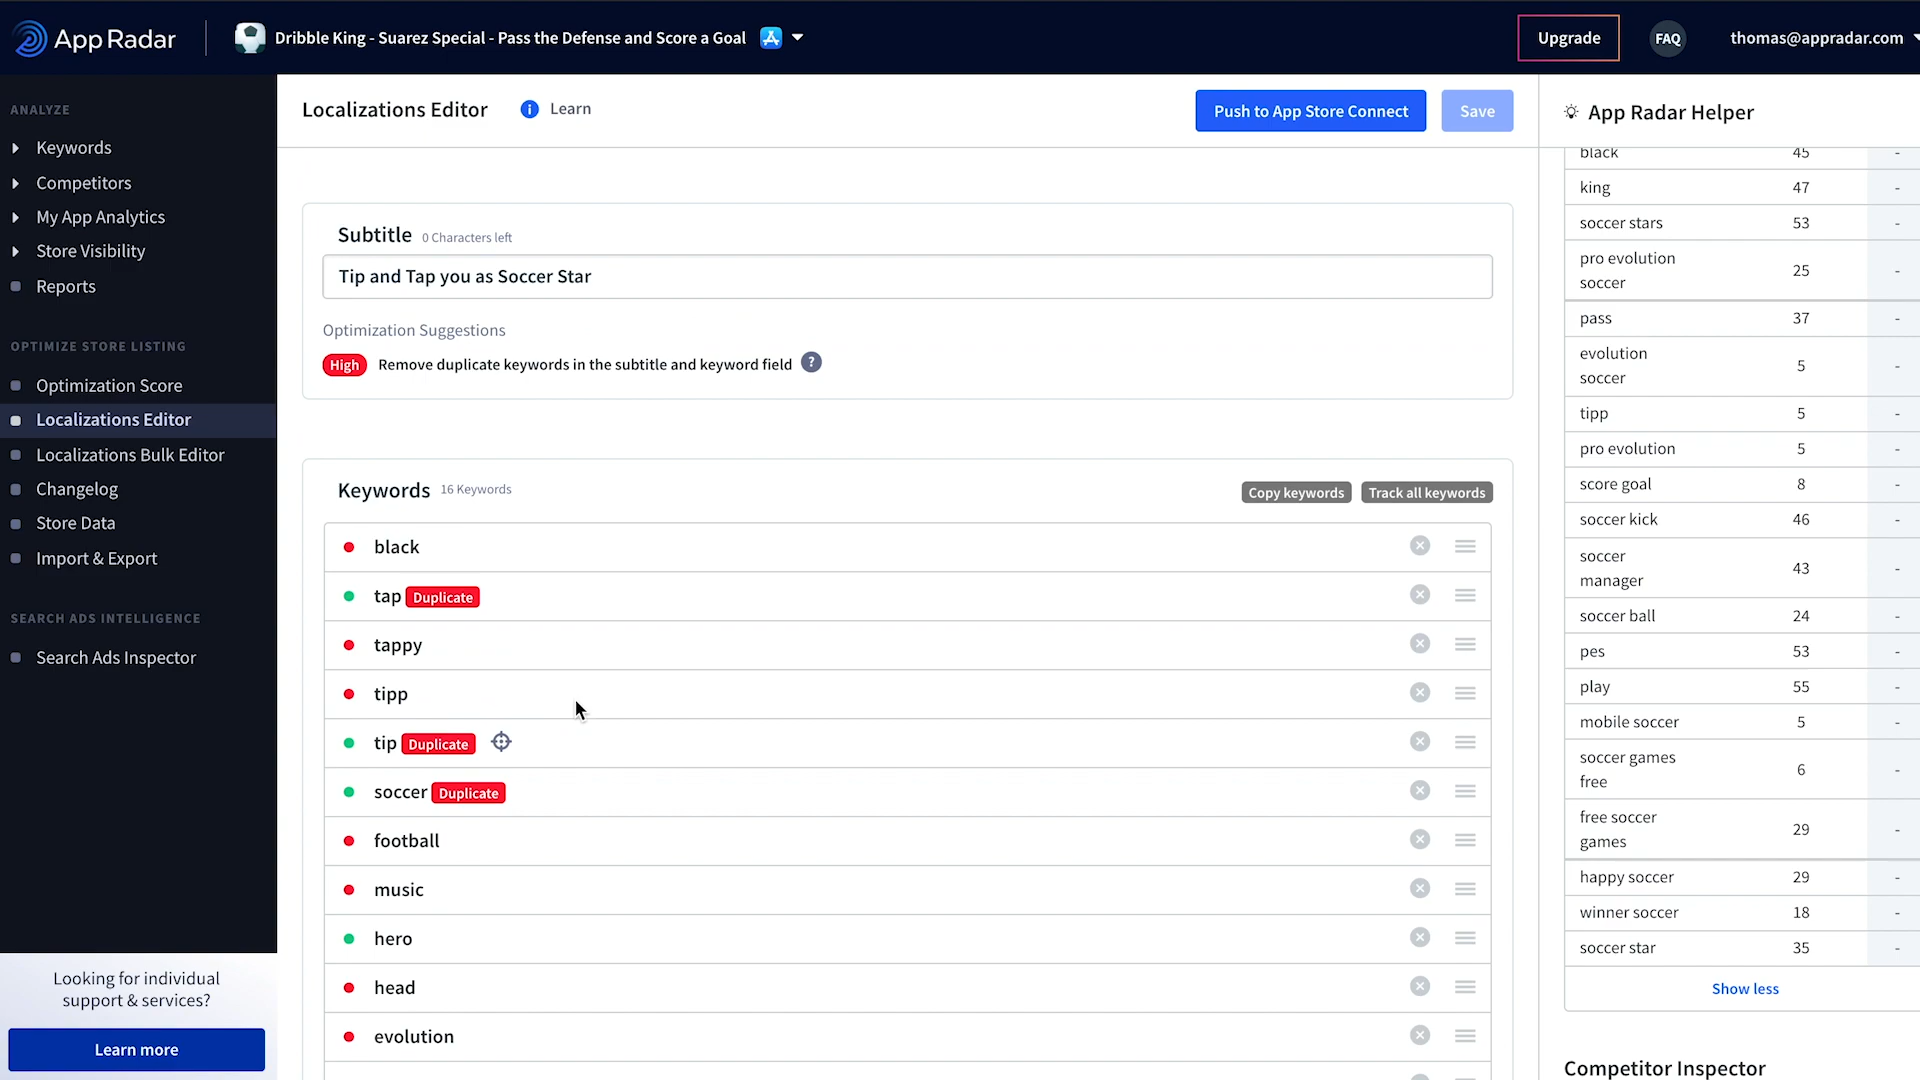 App Radar
Dribble King - Suarez Special - Pass the Defense and Score a Goal
Upgrade
FAQ
thomas@appradar.com
ANALYZE
Keywords
Competitors
My App Analytics
Store Visibility
Reports
OPTIMIZE STORE LISTING
Optimization Score
Localizations Editor
Localizations Bulk Editor
Changelog
Store Data
Import & Export
SEARCH ADS INTELLIGENCE
Search Ads Inspector
Looking for individual
support & services?
Learn more
Localizations Editor
Learn
Push to App Store Connect
Save
Subtitle 0 Characters left
Tip and Tap you as Soccer Star
Optimization Suggestions
High Remove duplicate keywords in the subtitle and keyword field ?
Keywords 16 Keywords
Copy keywords
Track all keywords
black
tap Duplicate
tappy
tipp
tip Duplicate
soccer Duplicate
football
music
hero
head
evolution
App Radar Helper
black 45 -
king 47 -
soccer stars 53 -
pro evolution
soccer 25 -
pass 37 -
evolution
soccer 5 -
tipp 5 -
pro evolution 5 -
score goal 8 -
soccer kick 46 -
soccer
manager 43 -
soccer ball 24 -
pes 53 -
play 55 -
mobile soccer 5 -
soccer games
free 6 -
free soccer
games 29 -
happy soccer 29 -
winner soccer 18 -
soccer star 35 -
Show less
Competitor Inspector